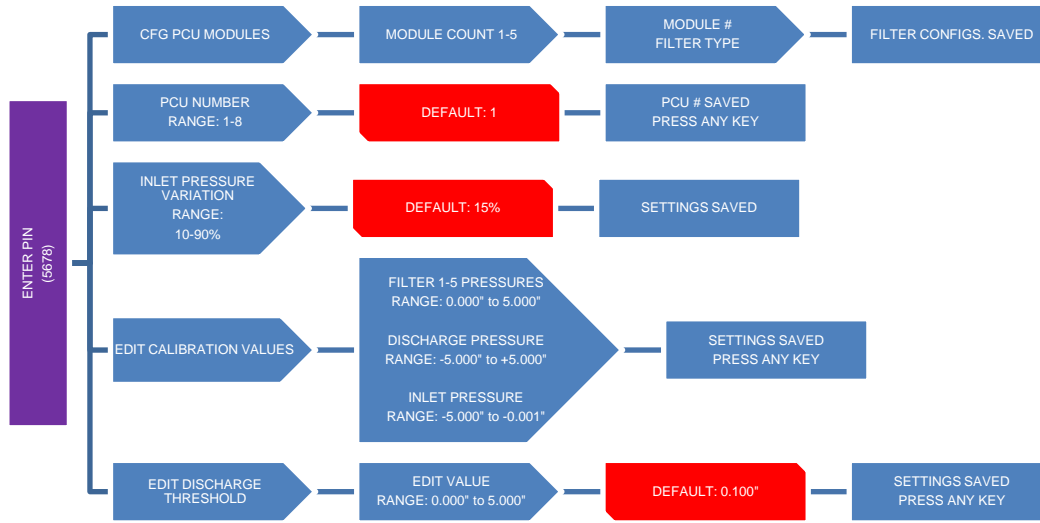 ENTER PIN
(5678)
CFG PCU MODULES
MODULE COUNT 1-5
MODULE #
FILTER TYPE
FILTER CONFIGS. SAVED
PCU NUMBER
RANGE: 1-8
DEFAULT: 1
PCU # SAVED
PRESS ANY KEY
INLET PRESSURE
VARIATION
RANGE:
10-90%
DEFAULT: 15%
SETTINGS SAVED
EDIT CALIBRATION VALUES
FILTER 1-5 PRESSURES
RANGE: 0.000" to 5.000"
DISCHARGE PRESSURE
RANGE: -5.000" to +5.000"
INLET PRESSURE
RANGE: -5.000" to -0.001"
SETTINGS SAVED
PRESS ANY KEY
EDIT DISCHARGE
THRESHOLD
EDIT VALUE
RANGE: 0.000" to 5.000"
DEFAULT: 0.100"
SETTINGS SAVED
PRESS ANY KEY